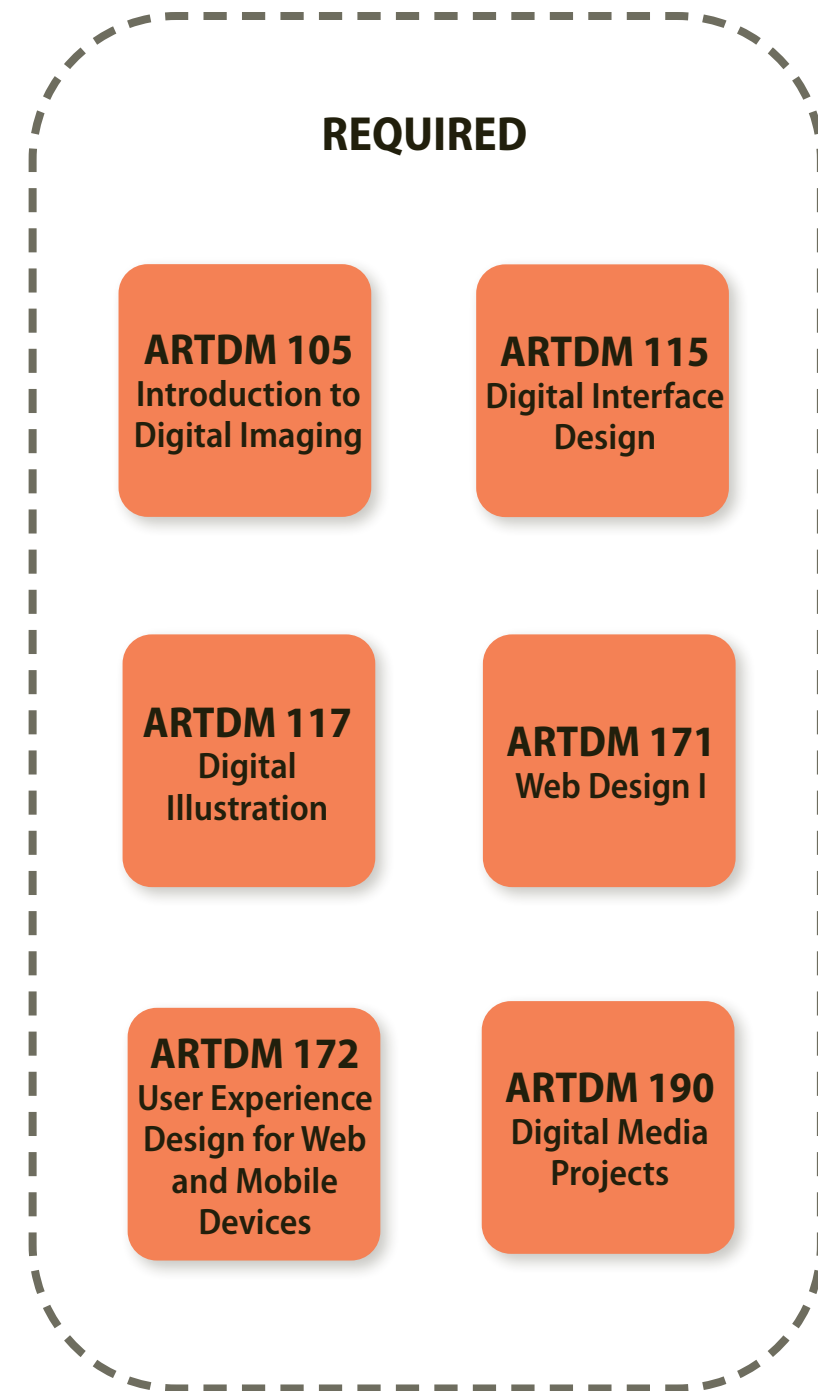 REQUIRED
ARTDM 105
Introduction to
Digital Imaging
ARTDM 115
Digital Interface
Design
ARTDM 117
Digital
Illustration
ARTDM 171
Web Design I
ARTDM 172
User Experience
Design for Web
and Mobile
Devices
ARTDM 190
Digital Media
Projects